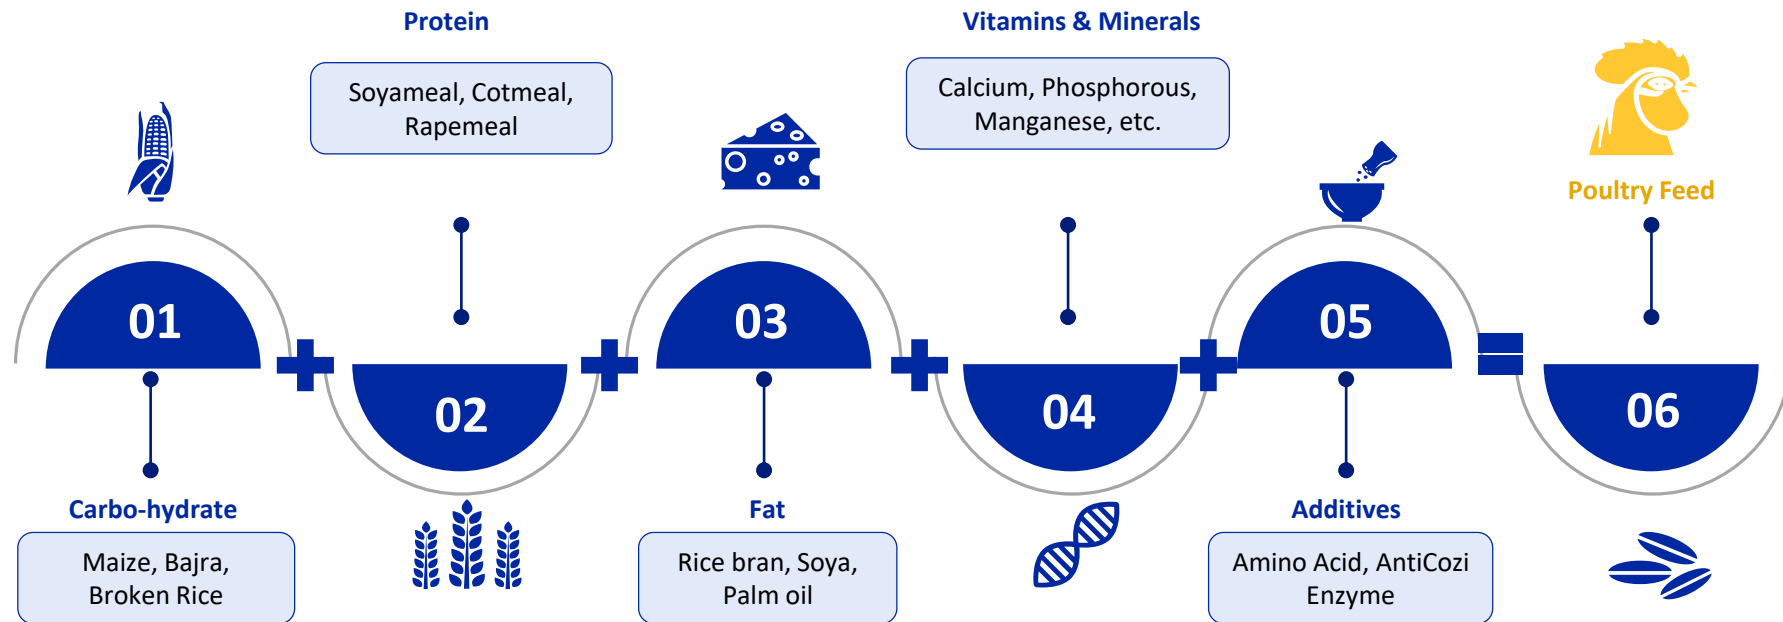 01
Carbo-hydrate
Maize, Bajra,
Broken Rice
Protein
Soyameal, Cotmeal,
Rapemeal
02
03
Fat
Rice bran, Soya,
Palm oil
Vitamins & Minerals
Calcium, Phosphorous,
Manganese, etc.
04
05
Additives
Amino Acid, AntiCozi
Enzyme
Poultry Feed
06